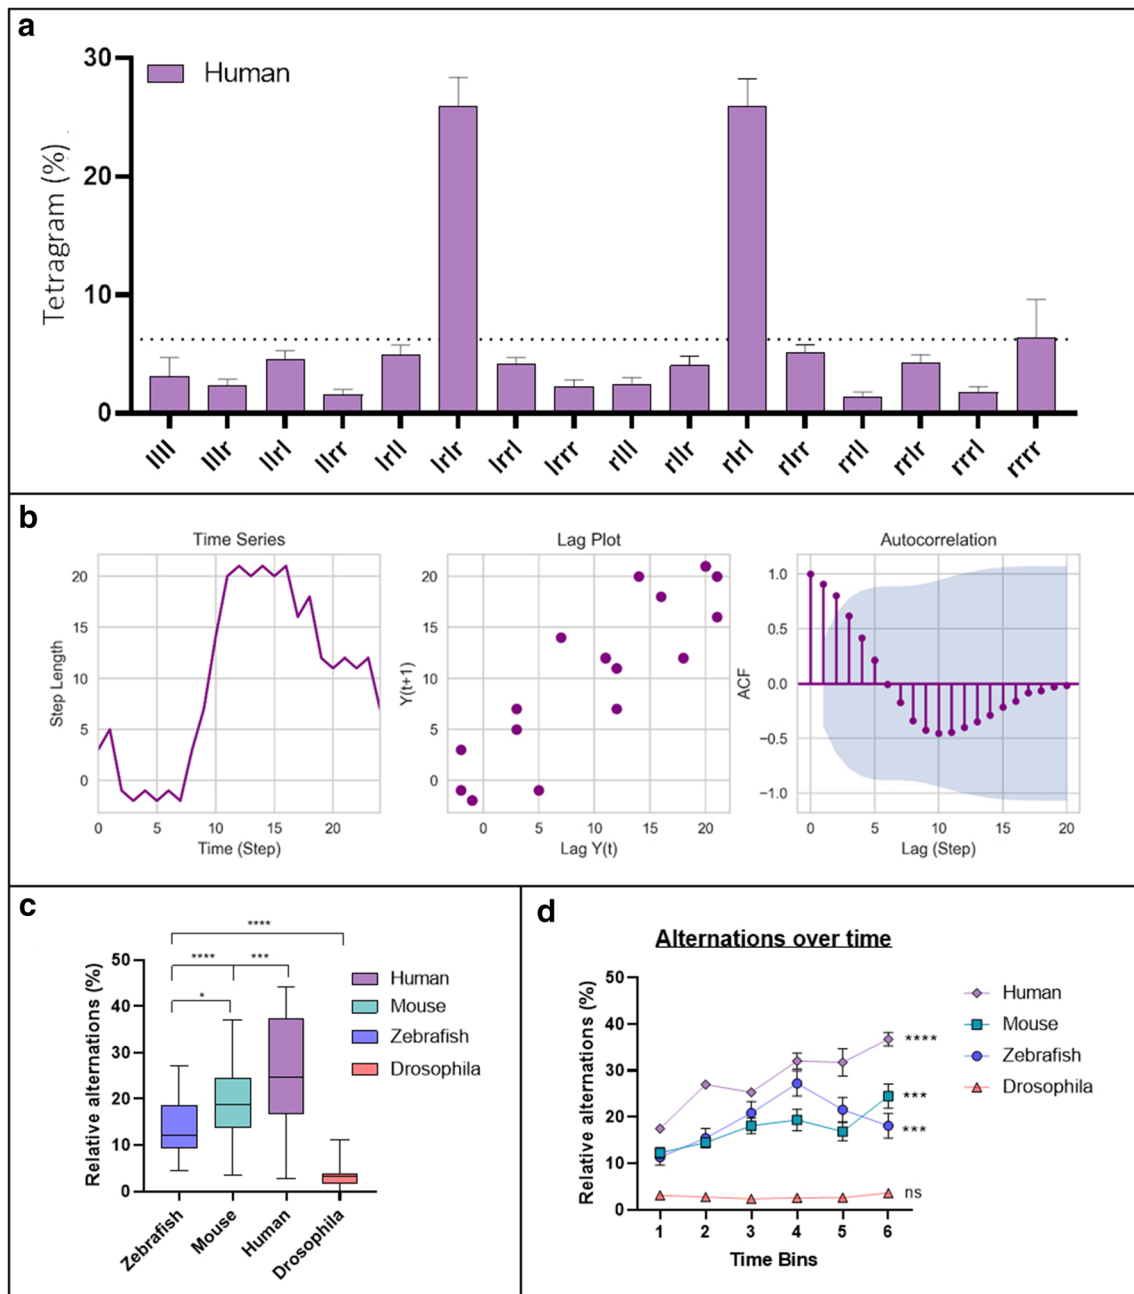 a
Human
Tetragram (%)
30
20
10
0
llll lllr llrl llrr lrll lrlr lrrl lrrr rlll rllr rlrl rlrr rrll rrlr rrrl rrrr
b
Time Series
Step Length
20
15
10
5
0
0 5 10 15 20
Time (Step)
Lag Plot
Y(t+1)
20
15
10
5
0
0 5 10 15 20
Lag Y(t)
Autocorrelation
ACF
1.0
0.5
0.0
−0.5
−1.0
0 5 10 15 20
Lag (Step)
c
****
**** ***
*
Relative alternations (%)
50
40
30
20
10
0
Zebrafish Mouse Human Drosophila
Human
Mouse
Zebrafish
Drosophila
d
Alternations over time
Relative alternations (%)
50
40
30
20
10
0
1 2 3 4 5 6
Time Bins
****
***
***
ns
Human
Mouse
Zebrafish
Drosophila